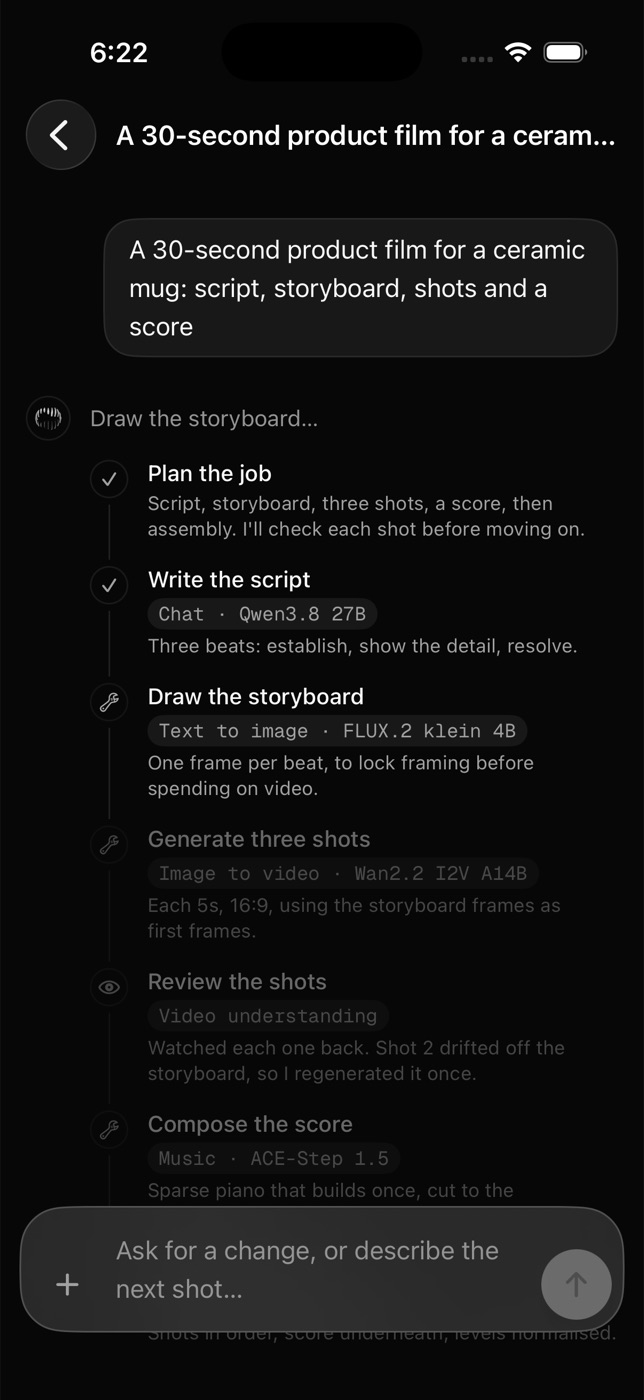 6:22
A 30-second product film for a ceram...
A 30-second product film for a ceramic
mug: script, storyboard, shots and a
score
Draw the storyboard...
Plan the job
Script, storyboard, three shots, a score, then
assembly. I'll check each shot before moving on.
Write the script
Chat · Qwen3.8 27B
Three beats: establish, show the detail, resolve.
Draw the storyboard
Text to image · FLUX.2 klein 4B
One frame per beat, to lock framing before
spending on video.
Generate three shots
Image to video · Wan2.2 I2V A14B
Each 5s, 16:9, using the storyboard frames as
first frames.
Review the shots
Video understanding
Watched each one back. Shot 2 drifted off the
storyboard, so I regenerated it once.
Compose the score
Music · ACE-Step 1.5
Sparse piano that builds once, cut to the
Ask for a change, or describe the
next shot...
Shots in order, score underneath, levels normalised.